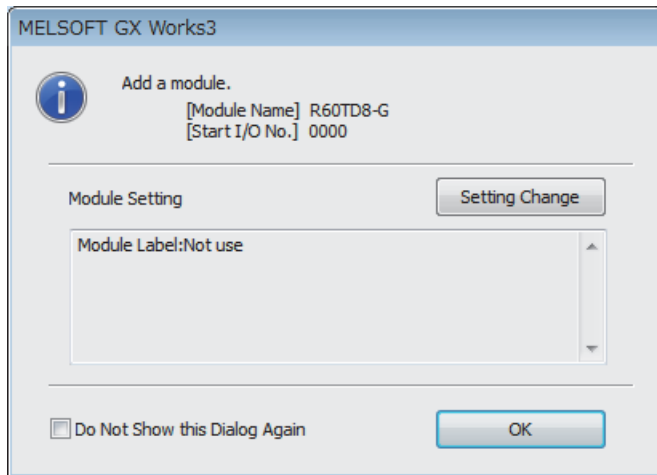 MELSOFT GX Works3
Add a module.
[Module Name] R60TD8-G
[Start I/O No.] 0000
Module Setting
Setting Change
Module Label:Not use
Do Not Show this Dialog Again
OK